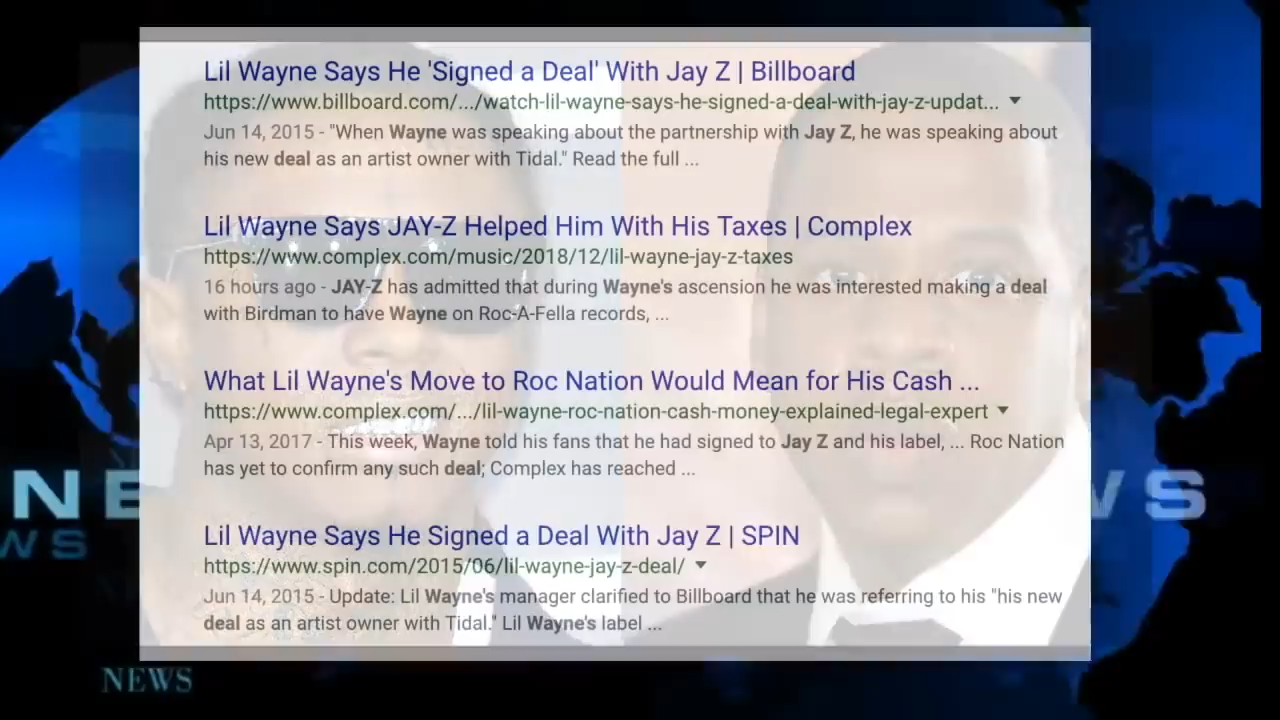 Lil Wayne Says He 'Signed a Deal' With Jay Z | Billboard
https://www.billboard.com/.../watch-lil-wayne-says-he-signed-a-deal-with-jay-z-updat...
Jun 14, 2015 - "When Wayne was speaking about the partnership with Jay Z, he was speaking about
his new deal as an artist owner with Tidal." Read the full ...
Lil Wayne Says JAY-Z Helped Him With His Taxes | Complex
https://www.complex.com/music/2018/12/lil-wayne-jay-z-taxes
16 hours ago - JAY-Z has admitted that during Wayne's ascension he was interested making a deal
with Birdman to have Wayne on Roc-A-Fella records, ...
What Lil Wayne's Move to Roc Nation Would Mean for His Cash ...
https://www.complex.com/.../lil-wayne-roc-nation-cash-money-explained-legal-expert
Apr 13, 2017 - This week, Wayne told his fans that he had signed to Jay Z and his label, ... Roc Nation
has yet to confirm any such deal; Complex has reached ...
Lil Wayne Says He Signed a Deal With Jay Z | SPIN
https://www.spin.com/2015/06/lil-wayne-jay-z-deal/
Jun 14, 2015 - Update: Lil Wayne's manager clarified to Billboard that he was referring to his "his new
deal as an artist owner with Tidal." Lil Wayne's label ...
NE
WS
WS
NEWS